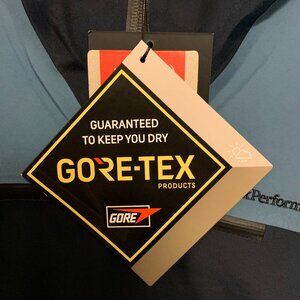 GUARANTEED
TO KEEP YOU DRY
GORE-TEX
PRODUCTS
GORE